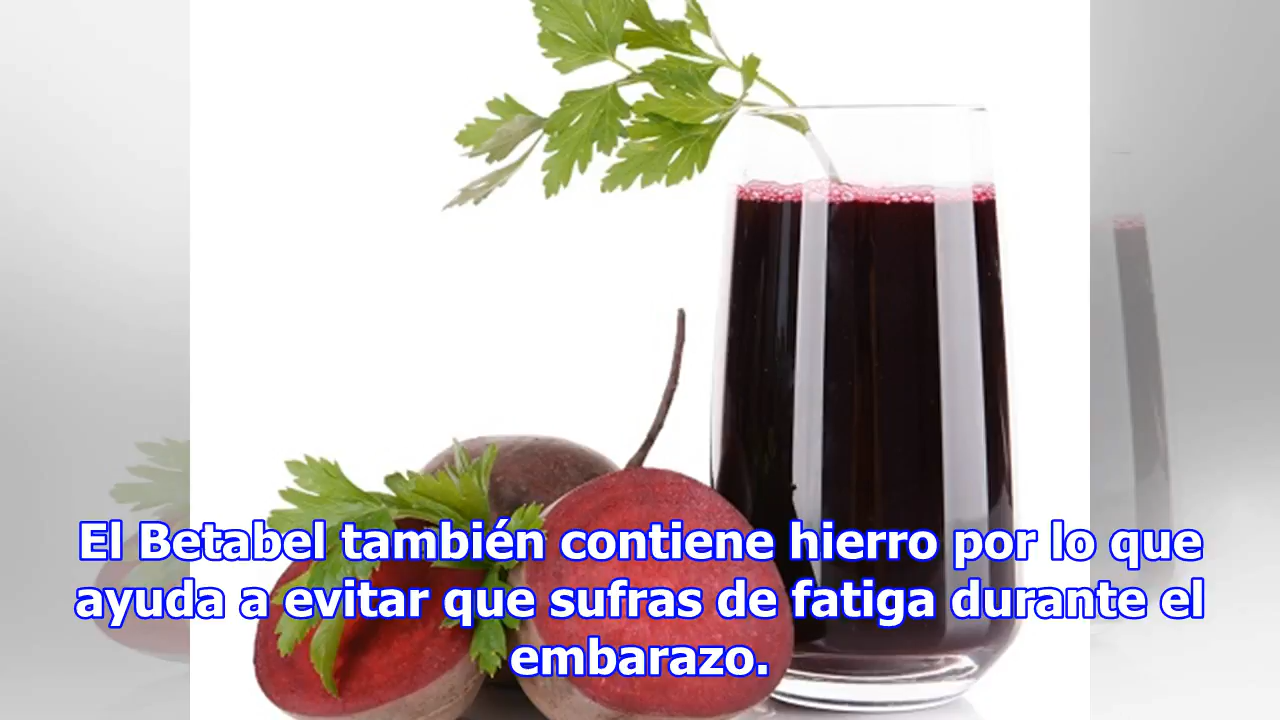 El Betabel también contiene hierro por lo que
ayuda a evitar que sufras de fatiga durante el
embarazo.